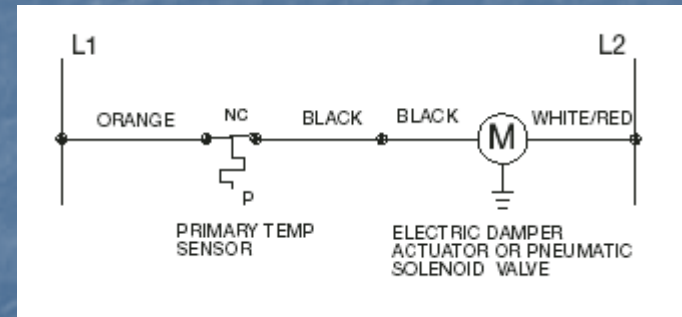 L1
L2
ORANGE NC BLACK BLACK WHITE/RED
M
P
PRIMARY TEMP
SENSOR
ELECTRIC DAMPER
ACTUATOR OR PNEUMATIC
SOLENOID VALVE